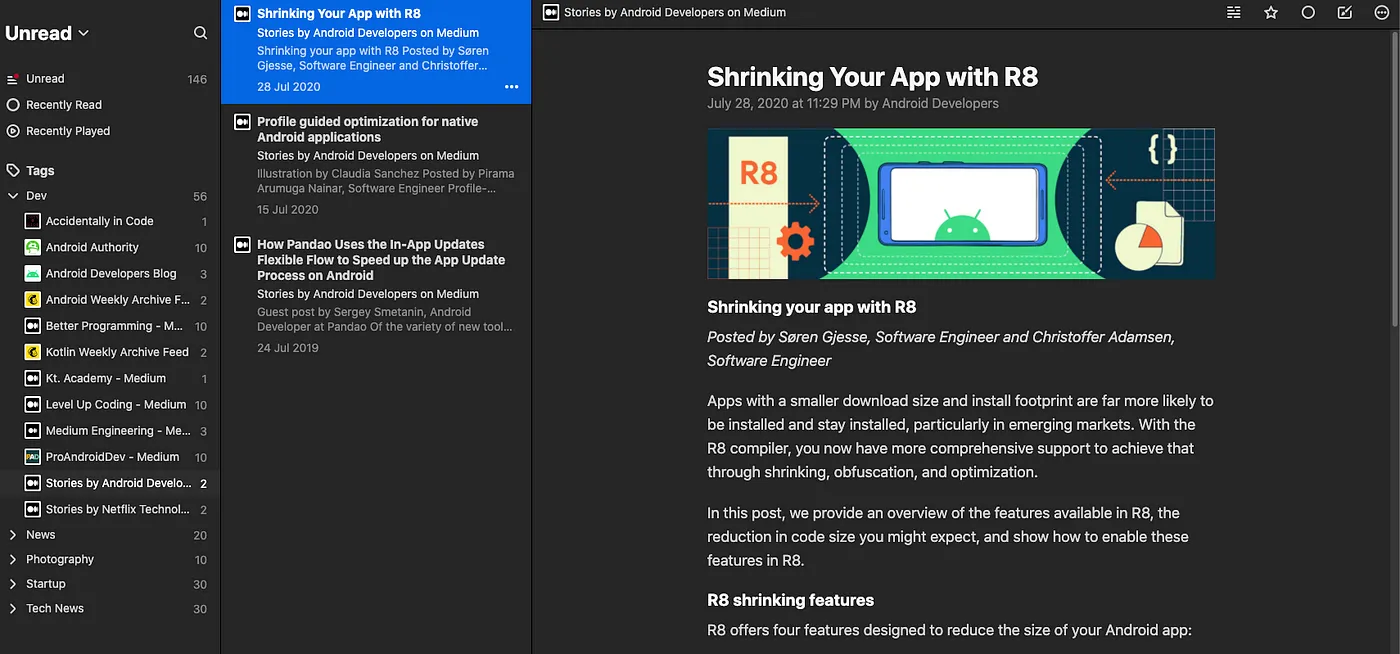 Unread
Unread 146
Recently Read
Recently Played
Tags
Dev 56
Accidentally in Code 1
Android Authority 10
Android Developers Blog 3
Android Weekly Archive F... 2
Better Programming - M... 10
Kotlin Weekly Archive Feed 2
Kt. Academy - Medium 1
Level Up Coding - Medium 10
Medium Engineering - Me... 3
PAD ProAndroidDev - Medium 10
Stories by Android Develo... 2
Stories by Netflix Technol... 2
News 20
Photography 10
Startup 30
Tech News 30
Shrinking Your App with R8
Stories by Android Developers on Medium
Shrinking your app with R8 Posted by Søren
Gjesse, Software Engineer and Christoffer...
28 Jul 2020
Profile guided optimization for native
Android applications
Stories by Android Developers on Medium
Illustration by Claudia Sanchez Posted by Pirama
Arumuga Nainar, Software Engineer Profile-...
15 Jul 2020
How Pandao Uses the In-App Updates
Flexible Flow to Speed up the App Update
Process on Android
Stories by Android Developers on Medium
Guest post by Sergey Smetanin, Android
Developer at Pandao Of the variety of new tool...
24 Jul 2019
Stories by Android Developers on Medium
Shrinking Your App with R8
July 28, 2020 at 11:29 PM by Android Developers
R8
{}
Shrinking your app with R8
Posted by Søren Gjesse, Software Engineer and Christoffer Adamsen,
Software Engineer
Apps with a smaller download size and install footprint are far more likely to
be installed and stay installed, particularly in emerging markets. With the
R8 compiler, you now have more comprehensive support to achieve that
through shrinking, obfuscation, and optimization.
In this post, we provide an overview of the features available in R8, the
reduction in code size you might expect, and show how to enable these
features in R8.
R8 shrinking features
R8 offers four features designed to reduce the size of your Android app: